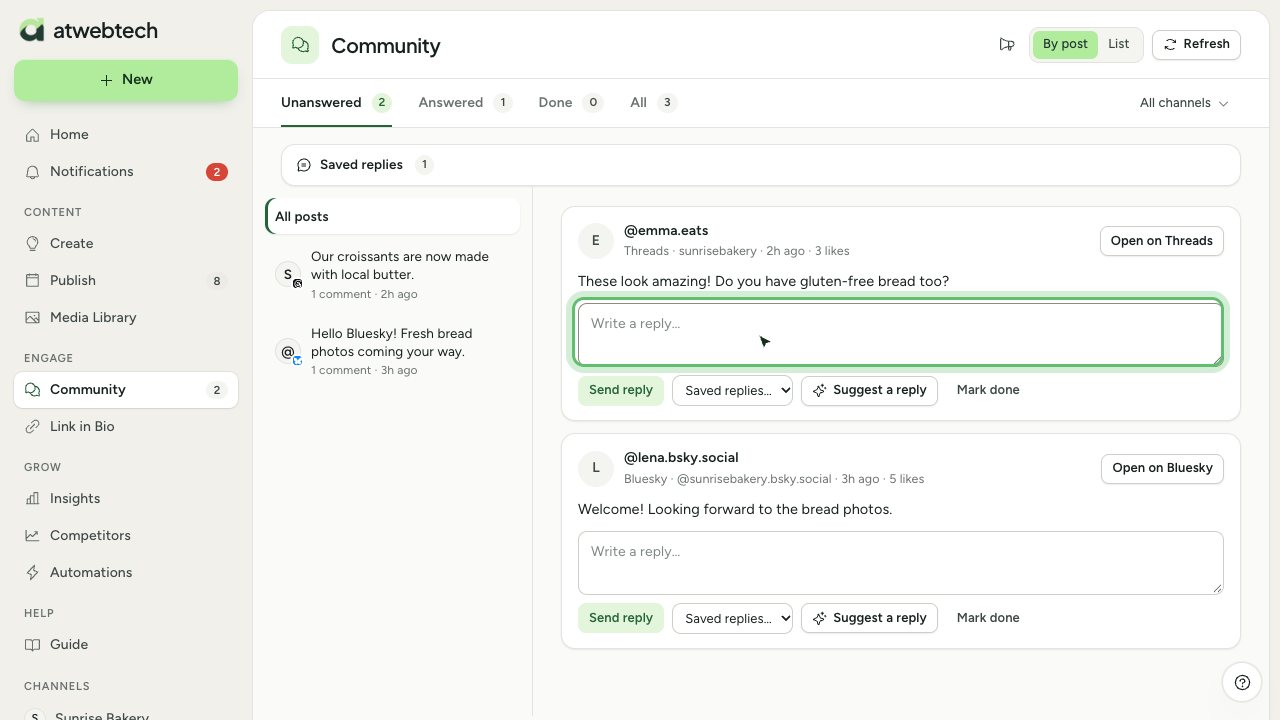 atwebtech
New
Home
Notifications 2
CONTENT
Create
Publish 8
Media Library
ENGAGE
Community 2
Link in Bio
GROW
Insights
Competitors
Automations
HELP
Guide
CHANNELS
S Sunrise Bakery
Community
By post List Refresh
Unanswered 2 Answered 1 Done 0 All 3 All channels
Saved replies 1
All posts
S
Our croissants are now made
with local butter.
1 comment · 2h ago
@
Hello Bluesky! Fresh bread
photos coming your way.
1 comment · 3h ago
E
@emma.eats
Threads · sunrisebakery · 2h ago · 3 likes
Open on Threads
These look amazing! Do you have gluten-free bread too?
Write a reply...
Send reply Saved replies... Suggest a reply Mark done
L
@lena.bsky.social
Bluesky · @sunrisebakery.bsky.social · 3h ago · 5 likes
Open on Bluesky
Welcome! Looking forward to the bread photos.
Write a reply...
Send reply Saved replies... Suggest a reply Mark done